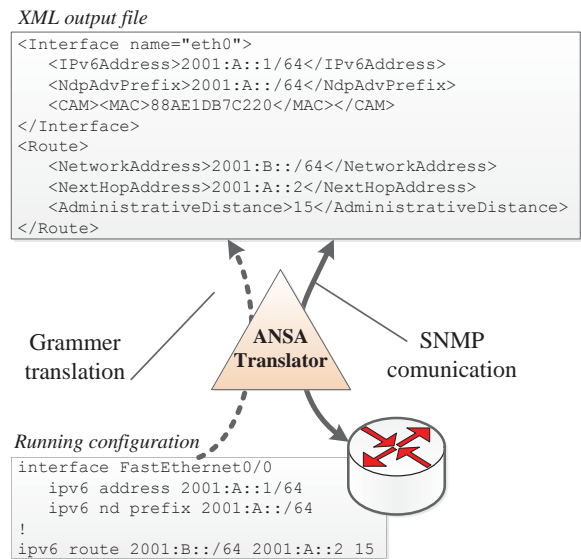 XML output file
<Interface name="eth0">
   <IPv6Address>2001:A::1/64</IPv6Address>
   <NdpAdvPrefix>2001:A::/64</NdpAdvPrefix>
   <CAM><MAC>88AE1DB7C220</MAC></CAM>
</Interface>
<Route>
   <NetworkAddress>2001:B::/64</NetworkAddress>
   <NextHopAddress>2001:A::2</NextHopAddress>
   <AdministrativeDistance>15</AdministrativeDistance>
</Route>
Grammer
translation
ANSA
Translator
SNMP
comunication
Running configuration
interface FastEthernet0/0
   ipv6 address 2001:A::1/64
   ipv6 nd prefix 2001:A::/64
!
ipv6 route 2001:B::/64 2001:A::2 15